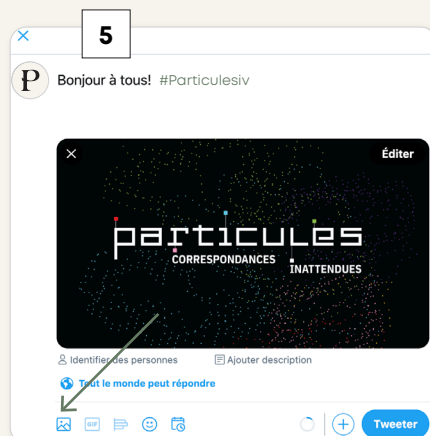 5
P
Bonjour à tous! #Particulesiv
Éditer
particules
CORRESPONDANCES
INATTENDUES
Identifier des personnes Ajouter description
Tout le monde peut répondre
GIF
Tweeter